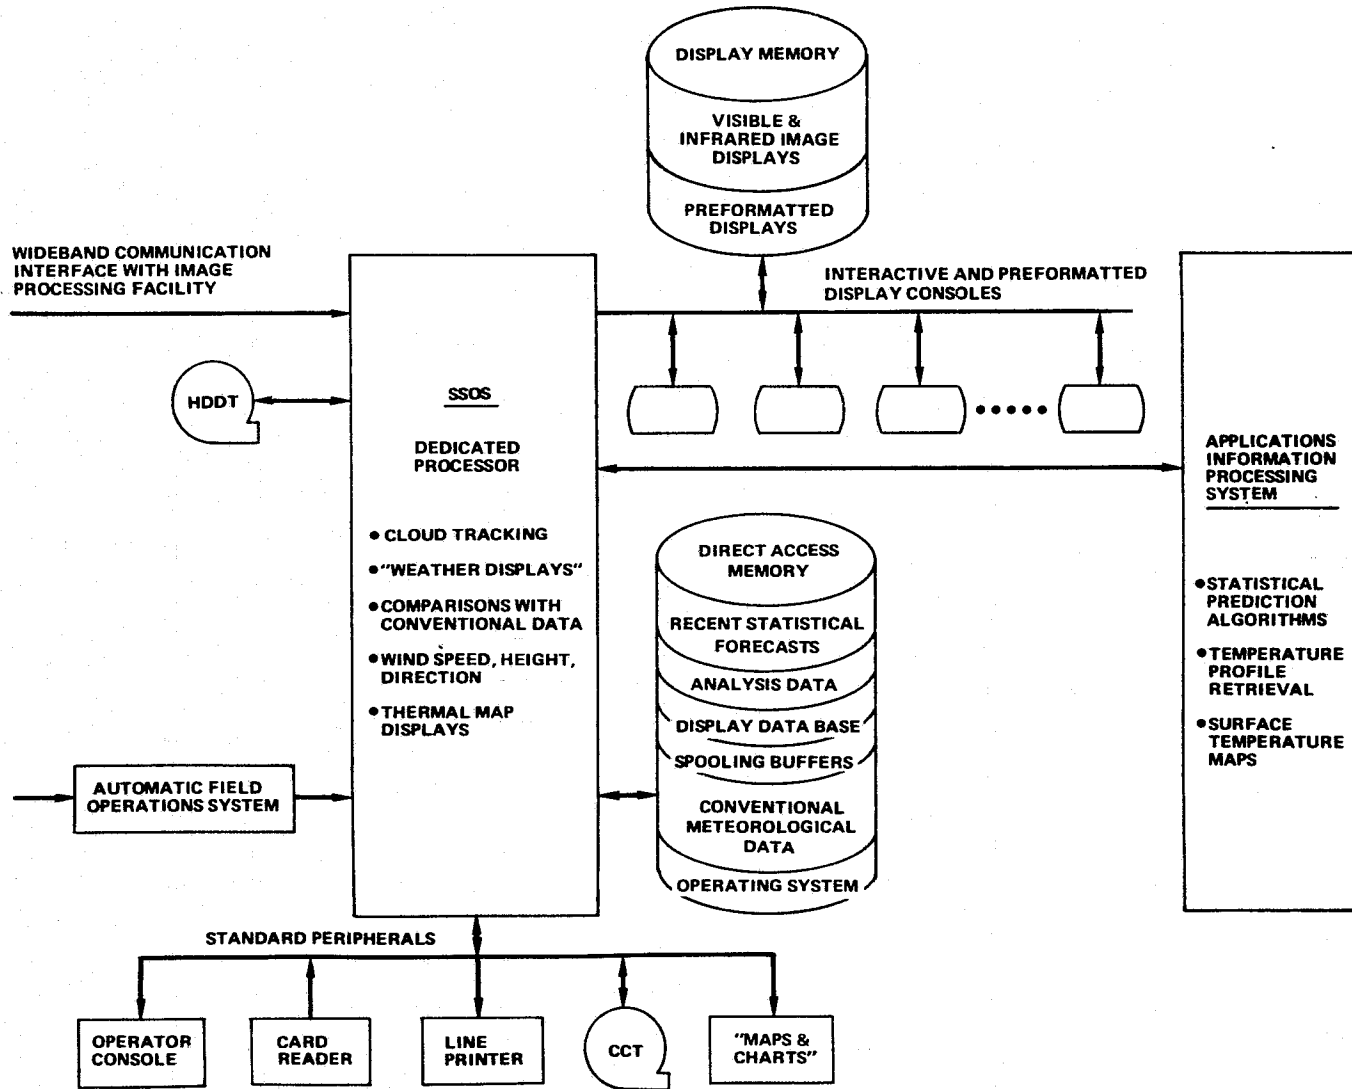 DISPLAY MEMORY
VISIBLE &
INFRARED IMAGE
DISPLAYS
PREFORMATTED
DISPLAYS
WIDEBAND COMMUNICATION
INTERFACE WITH IMAGE
PROCESSING FACILITY
INTERACTIVE AND PREFORMATTED
DISPLAY CONSOLES
HDDT
SSOS
DEDICATED
PROCESSOR
● CLOUD TRACKING
● "WEATHER DISPLAYS"
● COMPARISONS WITH
CONVENTIONAL DATA
● WIND SPEED, HEIGHT,
DIRECTION
● THERMAL MAP
DISPLAYS
APPLICATIONS
INFORMATION
PROCESSING
SYSTEM
● STATISTICAL
PREDICTION
ALGORITHMS
● TEMPERATURE
PROFILE
RETRIEVAL
● SURFACE
TEMPERATURE
MAPS
DIRECT ACCESS
MEMORY
RECENT STATISTICAL
FORECASTS
ANALYSIS DATA
DISPLAY DATA BASE
SPOOLING BUFFERS
CONVENTIONAL
METEOROLOGICAL
DATA
OPERATING SYSTEM
AUTOMATIC FIELD
OPERATIONS SYSTEM
STANDARD PERIPHERALS
OPERATOR
CONSOLE
CARD
READER
LINE
PRINTER
CCT
"MAPS &
CHARTS"